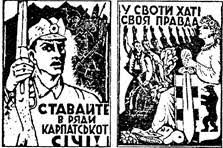 СТАВАЙТЕ
В РЯДИ
КАРПАТСЬКОЇ
СІЧІ!
У СВОЇЙ ХАТІ
СВОЯ ПРАВДА